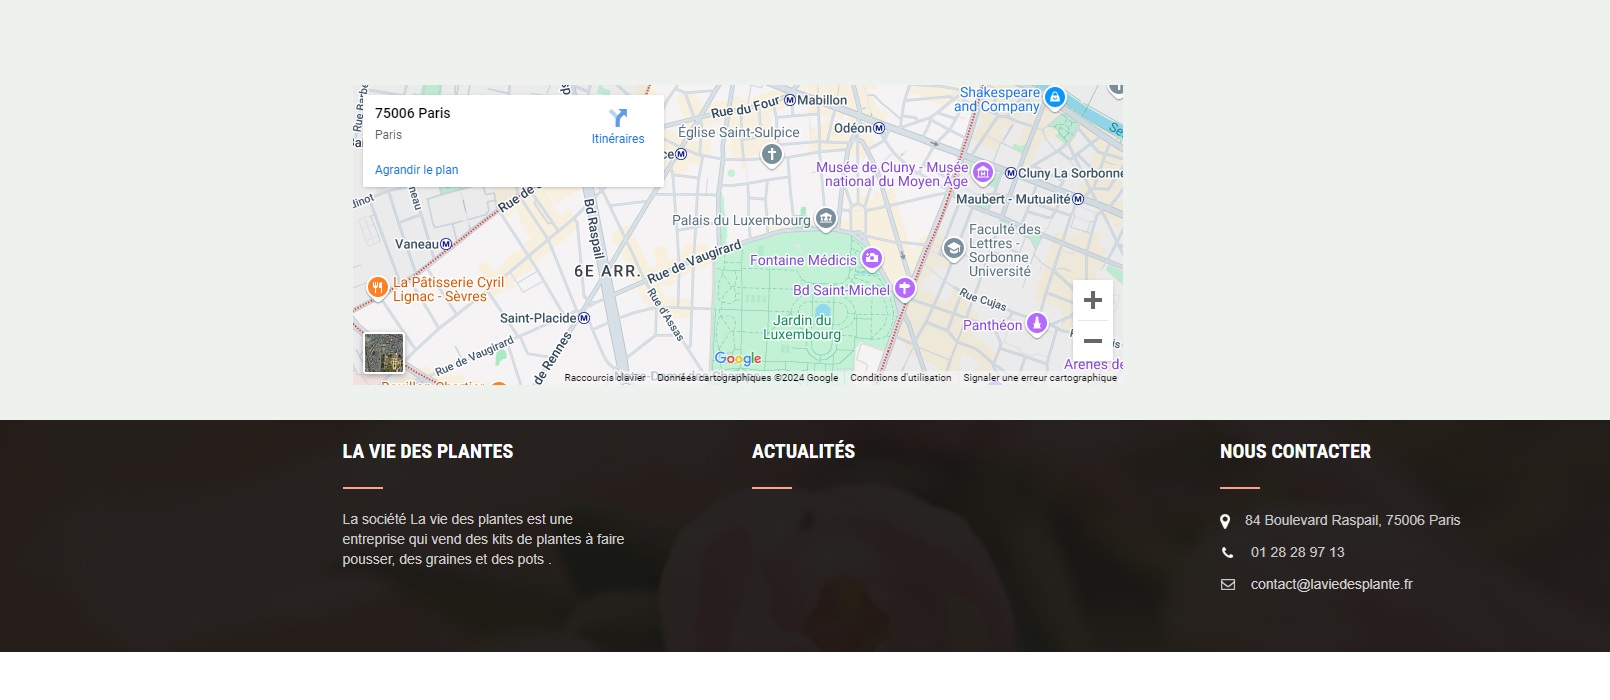 75006 Paris
Paris
Itinéraires
Agrandir le plan
Rue du Four
Mabillon
Shakespeare
and Company
Église Saint-Sulpice
Odéon
Musée de Cluny - Musée
national du Moyen Âge
Cluny La Sorbonne
Maubert - Mutualité
Bd Raspail
Palais du Luxembourg
Faculté des
Lettres -
Sorbonne
Université
Vaneau
Rue de Vaugirard
Fontaine Médicis
6E ARR.
La Pâtisserie Cyril
Lignac - Sèvres
Bd Saint-Michel
Rue Cujas
Rue d'Assas
Saint-Placide
Jardin du
Luxembourg
Panthéon
Rue de Vaugirard
de Rennes
Google
Arènes de
Raccourcis clavier
Données cartographiques ©2024 Google
Conditions d'utilisation
Signaler une erreur cartographique
LA VIE DES PLANTES
La société La vie des plantes est une
entreprise qui vend des kits de plantes à faire
pousser, des graines et des pots .
ACTUALITÉS
NOUS CONTACTER
84 Boulevard Raspail, 75006 Paris
01 28 28 97 13
contact@laviedesplante.fr